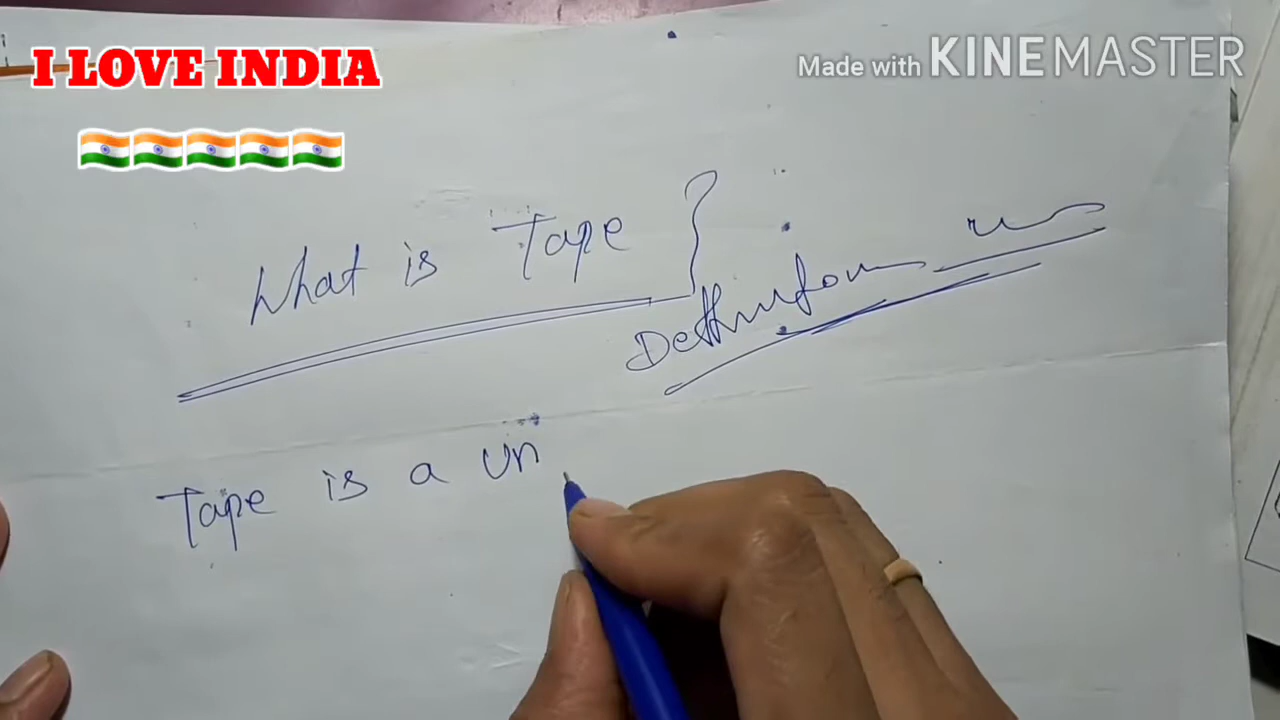 I LOVE INDIA
Made with KINEMASTER
🇮🇳🇮🇳🇮🇳🇮🇳🇮🇳
What is Tape
Tape is a Un